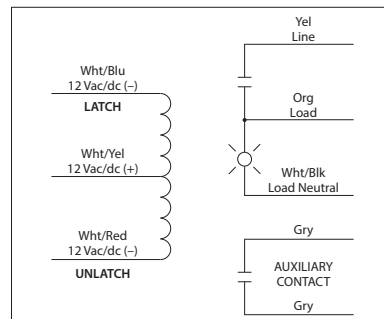 Wht/Blu
12 Vac/dc (–)
LATCH
Wht/Yel
12 Vac/dc (+)
Wht/Red
12 Vac/dc (–)
UNLATCH
Yel
Line
Org
Load
Wht/Blk
Load Neutral
Gry
AUXILIARY
CONTACT
Gry